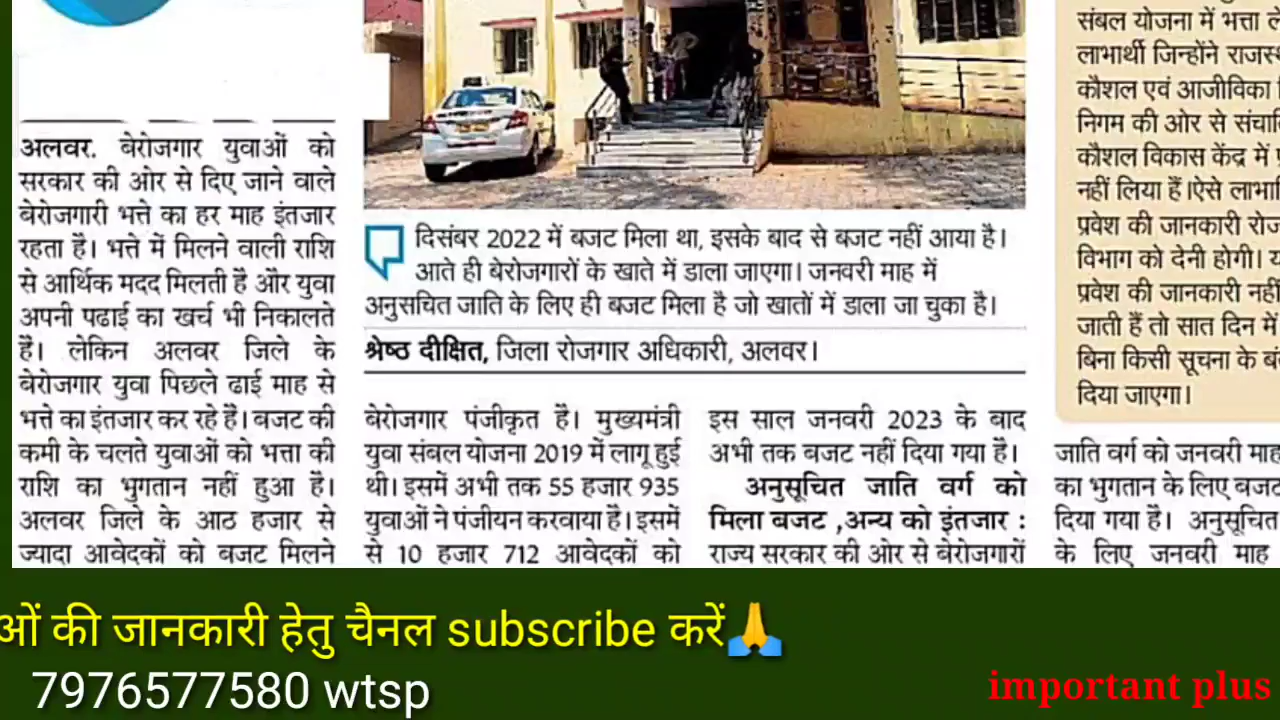 अलवर. बेरोजगार युवाओं को
सरकार की ओर से दिए जाने वाले
बेरोजगारी भत्ते का हर माह इंतजार
रहता है। भत्ते में मिलने वाली राशि
से आर्थिक मदद मिलती है और युवा
अपनी पढाई का खर्च भी निकालते
है। लेकिन अलवर जिले के
बेरोजगार युवा पिछले ढाई माह से
भत्ते का इंतजार कर रहे है। बजट की
कमी के चलते युवाओं को भत्ता की
राशि का भुगतान नहीं हुआ है।
अलवर जिले के आठ हजार से
ज्यादा आवेदकों को बजट मिलने
दिसंबर 2022 में बजट मिला था, इसके बाद से बजट नहीं आया है।
आते ही बेरोजगारों के खाते में डाला जाएगा। जनवरी माह में
अनुसचित जाति के लिए ही बजट मिला है जो खातों में डाला जा चुका है।
श्रेष्ठ दीक्षित, जिला रोजगार अधिकारी, अलवर।
बेरोजगार पंजीकृत है। मुख्यमंत्री
युवा संबल योजना 2019 में लागू हुई
थी। इसमें अभी तक 55 हजार 935
युवाओं ने पंजीयन करवाया है। इसमें
से 10 हजार 712 आवेदकों को
इस साल जनवरी 2023 के बाद
अभी तक बजट नहीं दिया गया है।
अनुसूचित जाति वर्ग को
मिला बजट ,अन्य को इंतजार :
राज्य सरकार की ओर से बेरोजगारों
संबल योजना में भत्ता
लाभार्थी जिन्होंने
कौशल एवं आजीविका
निगम की ओर से
कौशल विकास केंद्र में
नहीं लिया हैं।ऐसे
प्रवेश की जानकारी
विभाग को देनी होगी।
प्रवेश की जानकारी नहीं
जाती हैं तो सात दिन में
बिना किसी सूचना के
दिया जाएगा।
जाति वर्ग को जनवरी माह
का भुगतान के लिए बजट
दिया गया है। अनुसूचित
के लिए जनवरी माह
ओं की जानकारी हेतु चैनल subscribe करें🙏
7976577580 wtsp
important plus